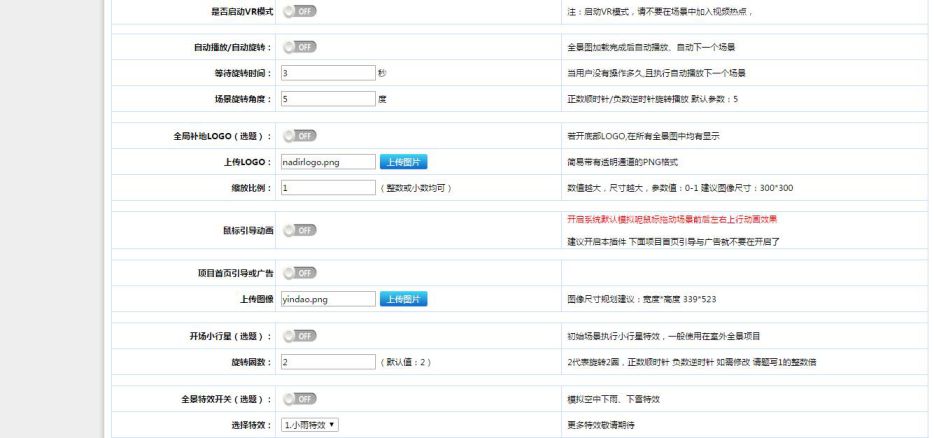 是否启动VR模式 OFF 注：启动VR模式，请不要在场景中加入视频热点，
自动播放/自动旋转： OFF 全景图加载完成后自动播放、自动下一个场景
等待旋转时间： 3 秒 当用户没有操作多久,且执行自动播放下一个场景
场景旋转角度： 5 度 正数顺时针/负数逆时针旋转播放 默认参数：5
全局补地LOGO（选题）： OFF 若开底部LOGO,在所有全景图中均有显示
上传LOGO： nadirlogo.png 上传图片 简易带有透明通道的PNG格式
缩放比例： 1 （整数或小数均可） 数值越大，尺寸越大，参数值：0-1 建议图像尺寸：300*300
鼠标引导动画 OFF 开启系统默认模拟呢鼠标拖动场景前后左右上行动画效果
建议开启本插件 下面项目首页引导与广告就不要在开启了
项目首页引导或广告 OFF
上传图像 yindao.png 上传图片 图像尺寸规划建议：宽度*高度 339*523
开场小行星（选题）： OFF 初始场景执行小行星特效，一般使用在室外全景项目
旋转圆数： 2 （默认值：2） 2代表旋转2圆，正数顺时针 负数逆时针 如需修改 请题写1的整数倍
全景特效开关（选题）： OFF 模拟空中下雨、下雪特效
选择特效： 1.小雨特效 更多特效敬请期待